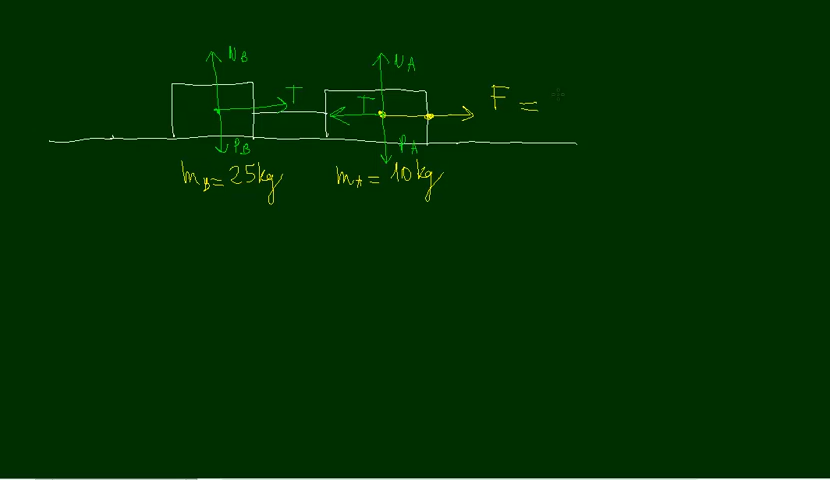 N_B
N_A
T
T
F =
P_B
P_A
m_B = 25kg
m_A = 10kg